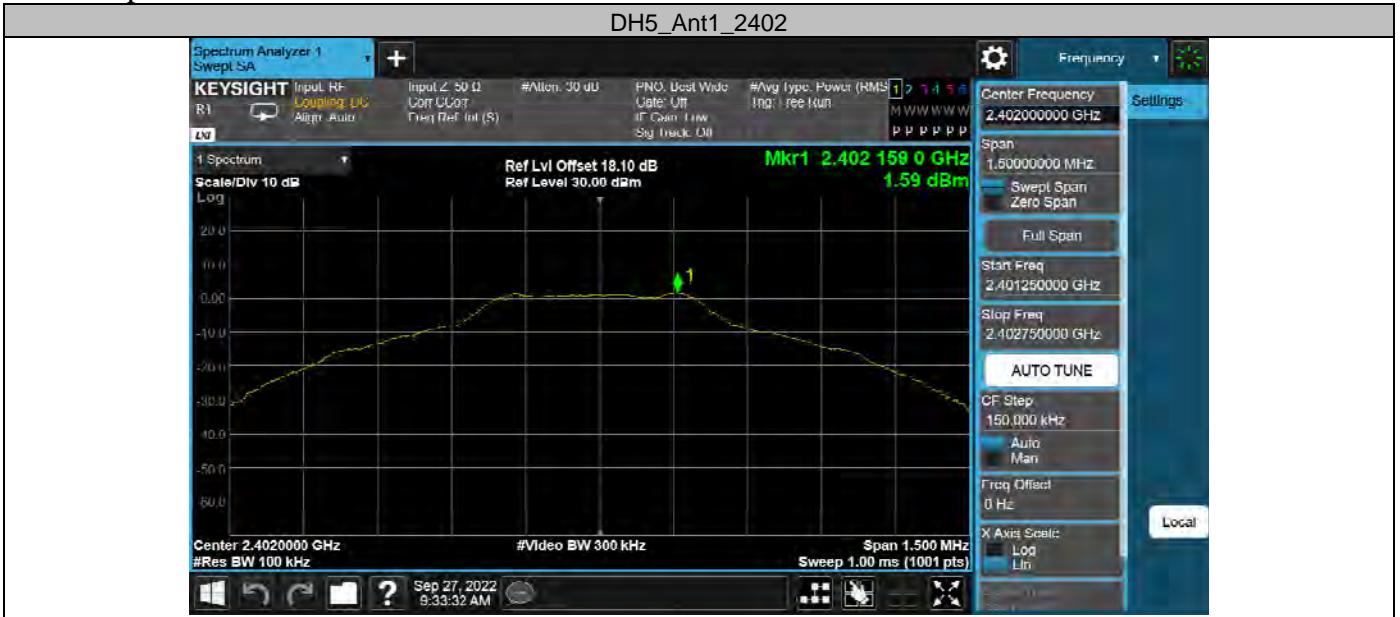 DH5_Ant1_2402
Spectrum Analyzer 1
Swept SA
+
Frequency
KEYSIGHT
Input: RF
Coupling: DC
Align: Auto
Input Z: 50 Ω
Corr CCorr
Freq Ref: Int (S)
#Atten: 30 dB
PNO: Best Wide
Gate: Off
IF Gain: Low
Sig Track: Off
#Avg Type: Power (RMS
Trig: Free Run
1 2 3 4 5 6
M W W W W W
P P P P P P
LXI
Center Frequency
2.402000000 GHz
Settings
Span
1.50000000 MHz
Swept Span
Zero Span
Full Span
Start Freq
2.401250000 GHz
Stop Freq
2.402750000 GHz
AUTO TUNE
CF Step
150.000 kHz
Auto
Man
Freq Offset
0 Hz
X Axis Scale
Log
Lin
Local
1 Spectrum
Scale/Div 10 dB
Log
Ref Lvl Offset 18.10 dB
Ref Level 30.00 dBm
Mkr1 2.402 159 0 GHz
1.59 dBm
20.0
10.0
1
0.00
-10.0
-20.0
-30.0
-40.0
-50.0
-60.0
Center 2.4020000 GHz
#Res BW 100 kHz
#Video BW 300 kHz
Span 1.500 MHz
Sweep 1.00 ms (1001 pts)
?
Sep 27, 2022
9:33:32 AM